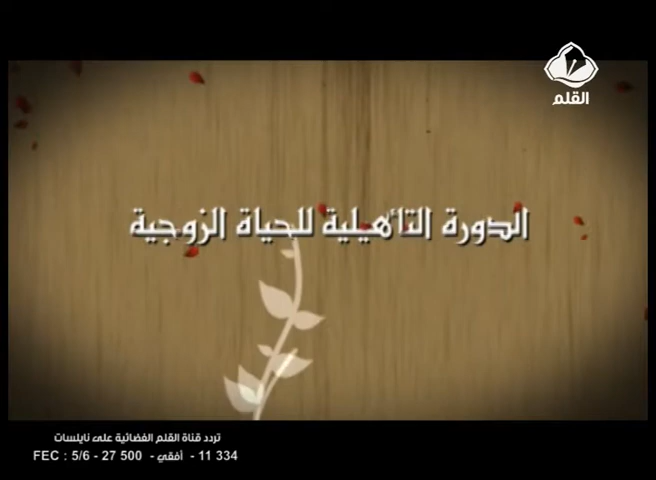 القلم
الدورة التأهيلية للحياة الزوجية
تردد قناة القلم الفضائية على نايلسات
11 334 - أفقي - 27 500 - FEC : 5/6